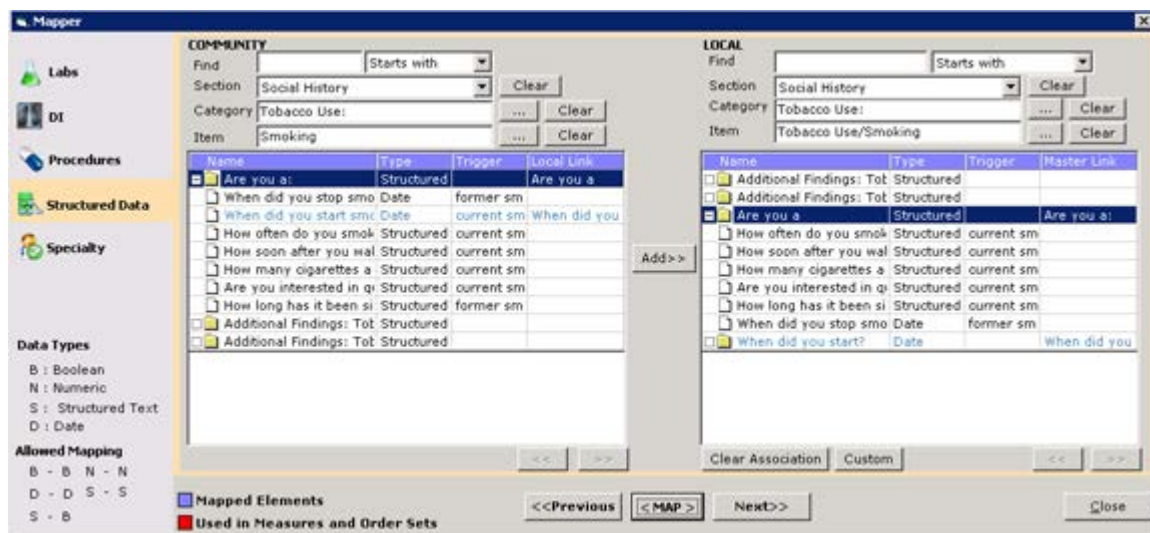 Mapper
Labs
DI
Procedures
Structured Data
Specialty
Data Types
B : Boolean
N : Numeric
S : Structured Text
D : Date
Allowed Mapping
B - B N - N
D - D S - S
S - B
COMMUNITY
Find Starts with
Section Social History Clear
Category Tobacco Use: ... Clear
Item Smoking ... Clear
Name Type Trigger Local Link
Are you a: Structured Are you a
When did you stop smo Date former sm
When did you start smo Date current sm When did you
How often do you smok Structured current sm
How soon after you wal Structured current sm
How many cigarettes a Structured current sm
Are you interested in q Structured current sm
How long has it been si Structured former sm
Additional Findings: Tob Structured
Additional Findings: Tob Structured
<< >>
Add>>
LOCAL
Find Starts with
Section Social History Clear
Category Tobacco Use: ... Clear
Item Tobacco Use/Smoking ... Clear
Name Type Trigger Master Link
Additional Findings: Tob Structured
Additional Findings: Tob Structured
Are you a Structured Are you a:
How often do you smok Structured current sm
How soon after you wal Structured current sm
How many cigarettes a Structured current sm
Are you interested in q Structured current sm
How long has it been si Structured current sm
When did you stop smo Date former sm
When did you start? Date When did you
Clear Association Custom << >>
Mapped Elements
Used in Measures and Order Sets
<<Previous < MAP > Next>> Close